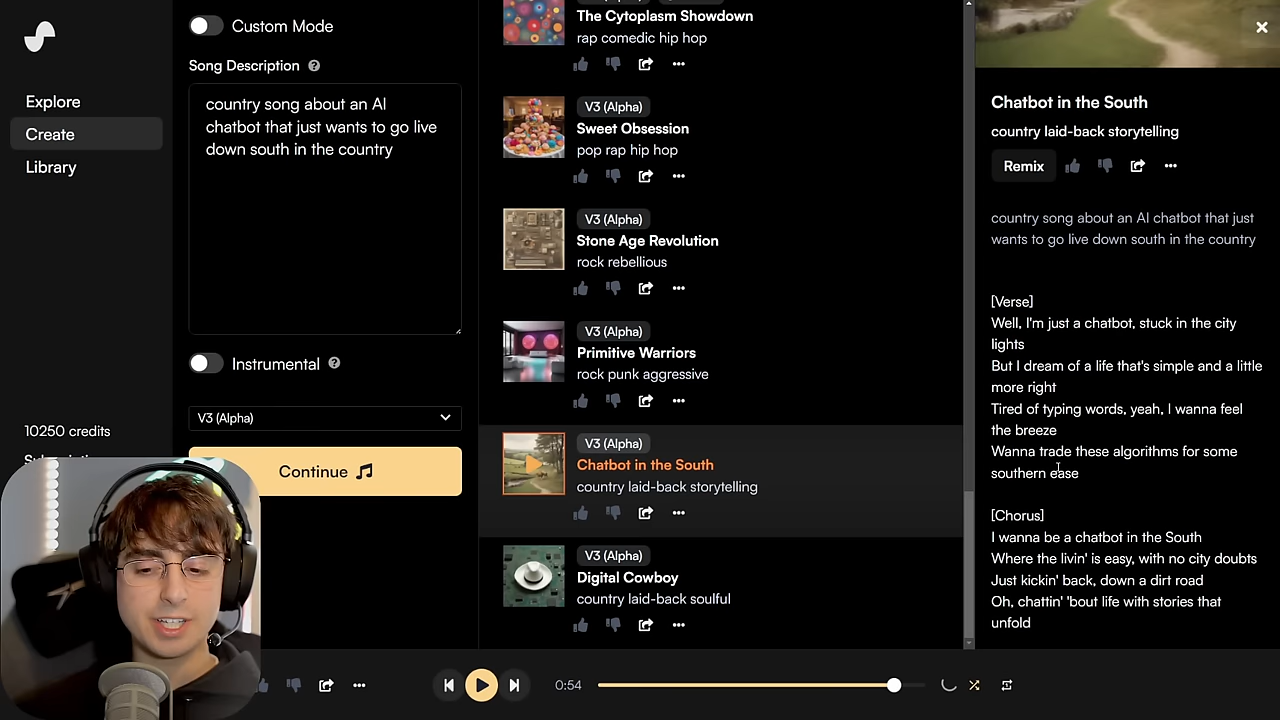 Explore
Create
Library
10250 credits
Custom Mode
Song Description
country song about an AI
chatbot that just wants to go live
down south in the country
Instrumental
V3 (Alpha)
Continue
The Cytoplasm Showdown
rap comedic hip hop
V3 (Alpha)
Sweet Obsession
pop rap hip hop
V3 (Alpha)
Stone Age Revolution
rock rebellious
V3 (Alpha)
Primitive Warriors
rock punk aggressive
V3 (Alpha)
Chatbot in the South
country laid-back storytelling
V3 (Alpha)
Digital Cowboy
country laid-back soulful
Chatbot in the South
country laid-back storytelling
Remix
country song about an AI chatbot that just
wants to go live down south in the country
[Verse]
Well, I'm just a chatbot, stuck in the city
lights
But I dream of a life that's simple and a little
more right
Tired of typing words, yeah, I wanna feel
the breeze
Wanna trade these algorithms for some
southern ease
[Chorus]
I wanna be a chatbot in the South
Where the livin' is easy, with no city doubts
Just kickin' back, down a dirt road
Oh, chattin' 'bout life with stories that
unfold
0:54